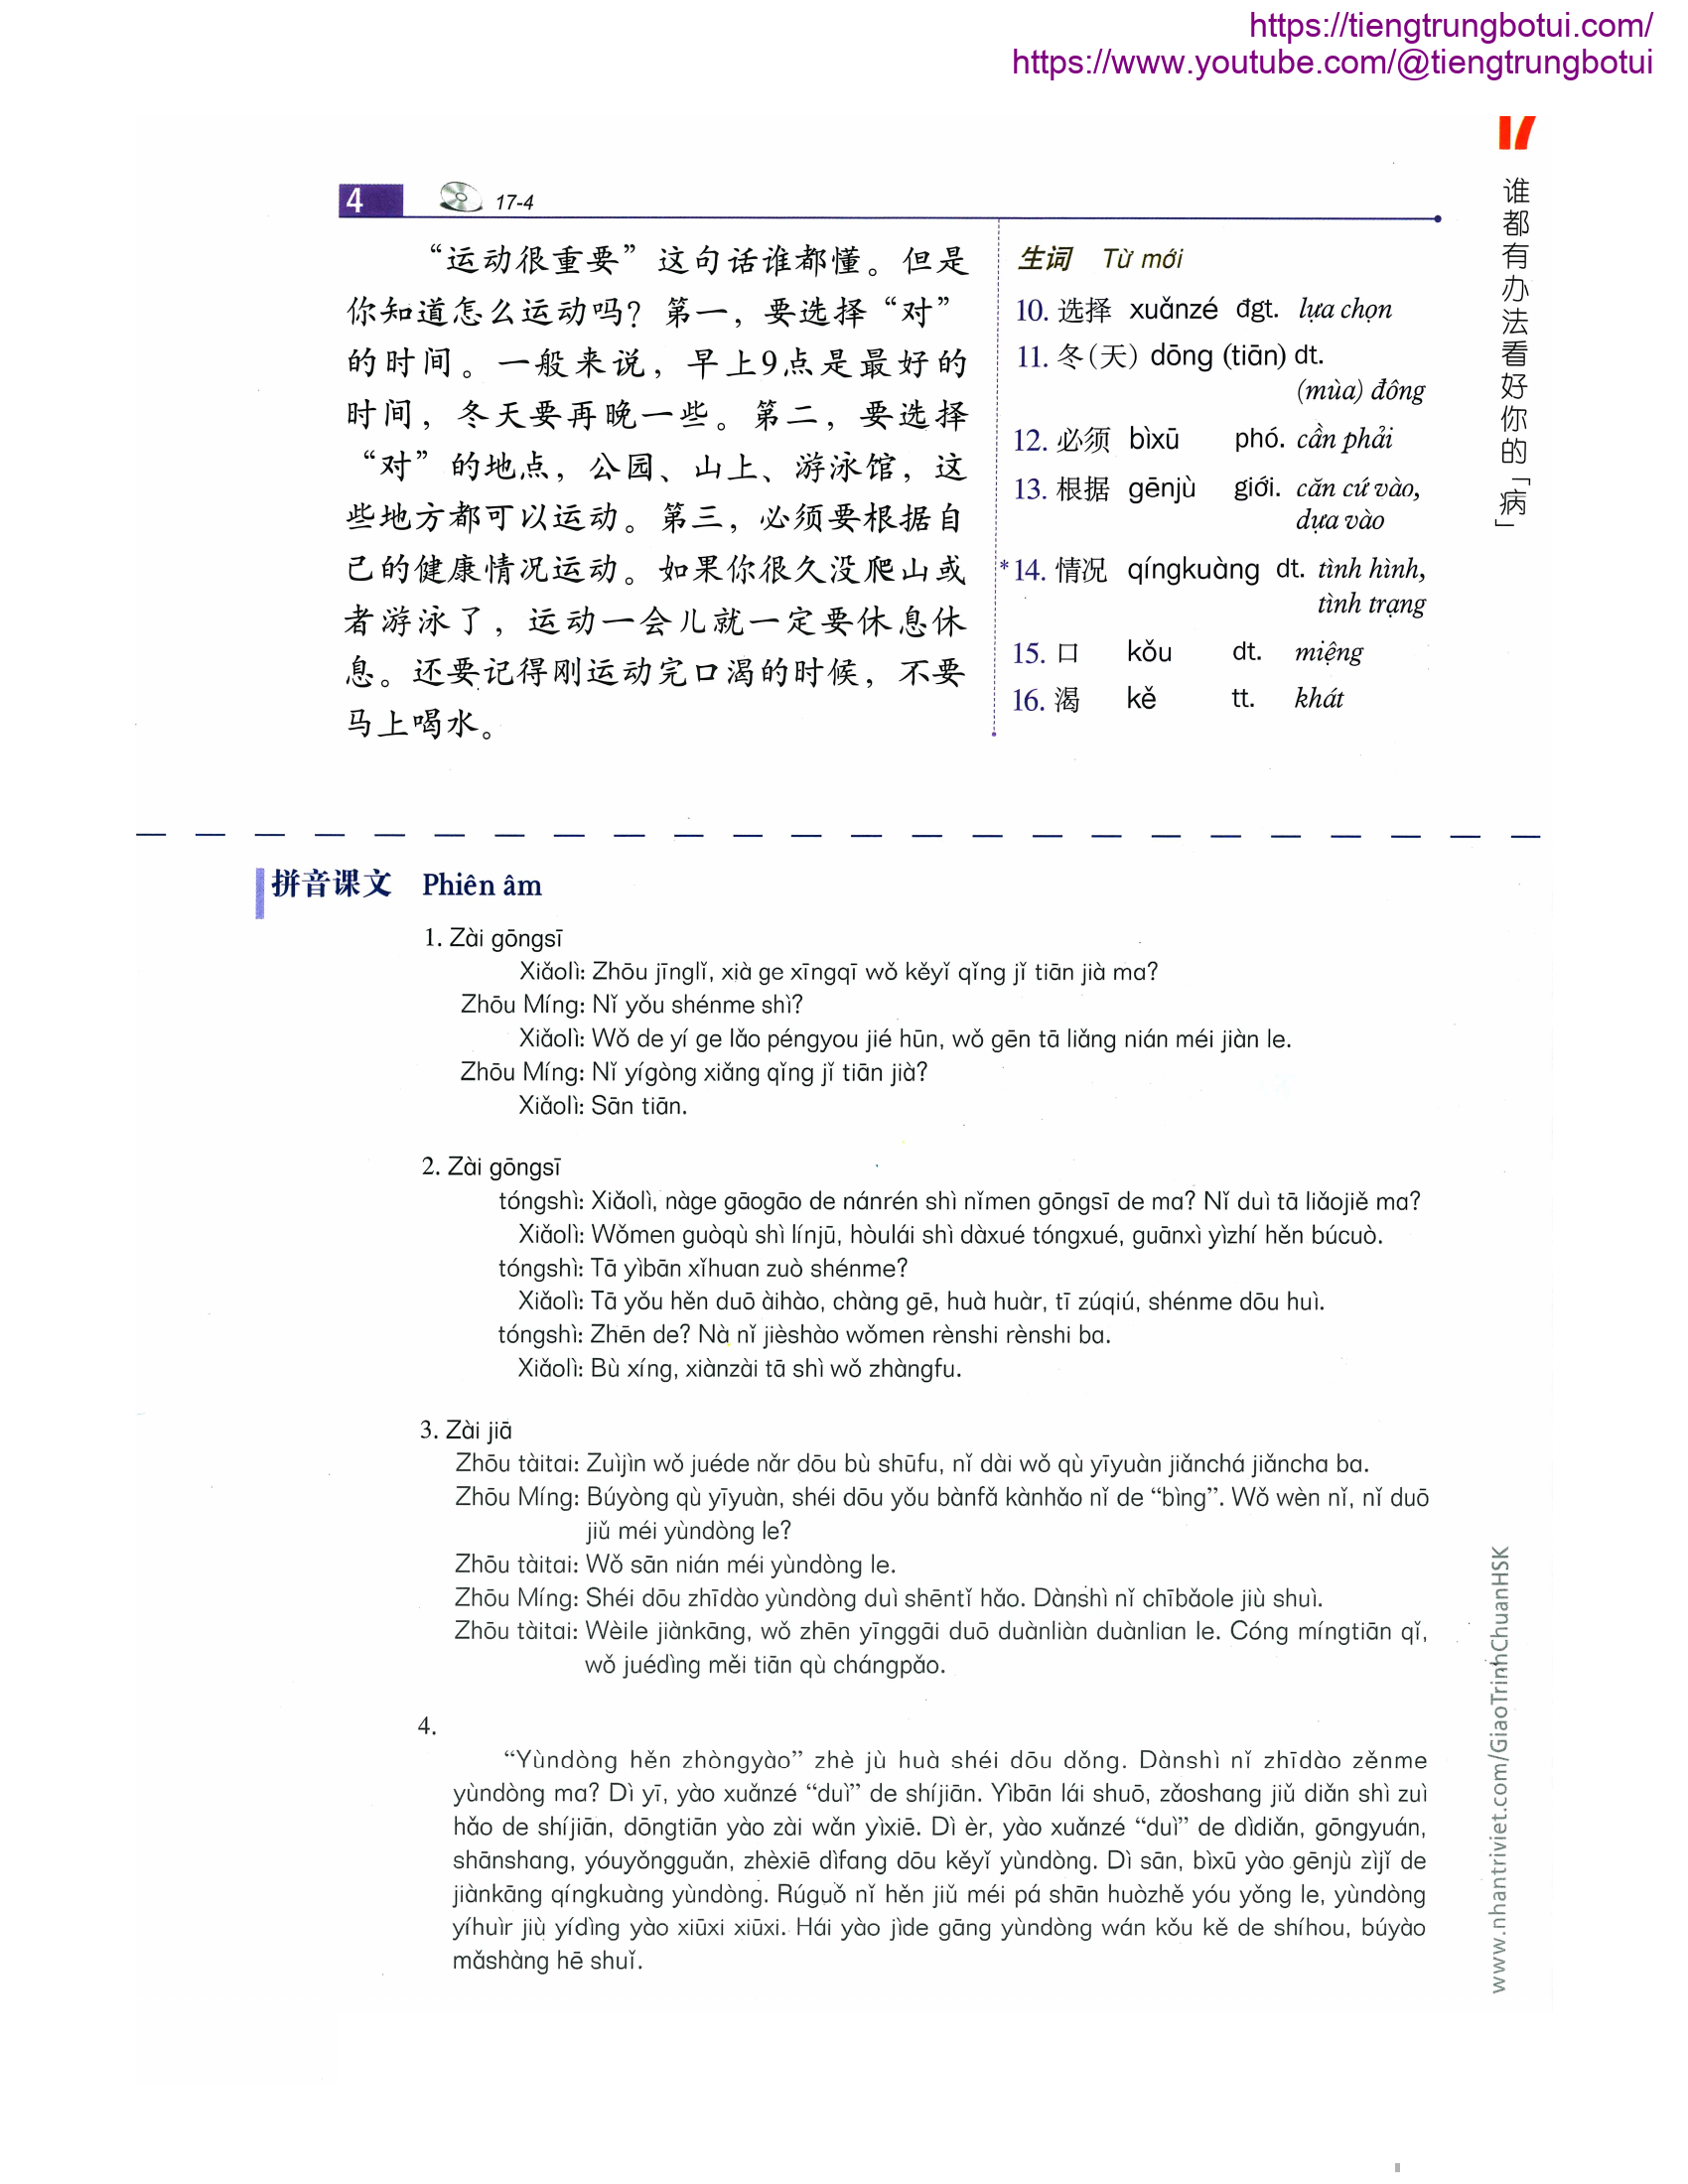 https://tiengtrungbotui.com/
https://www.youtube.com/@tiengtrungbotui
17
谁都有办法看好你的「病」
4 17-4
“运动很重要”这句话谁都懂。但是
你知道怎么运动吗？第一，要选择“对”
的时间。一般来说，早上9点是最好的
时间，冬天要再晚一些。第二，要选择
“对”的地点，公园、山上、游泳馆，这
些地方都可以运动。第三，必须要根据自
己的健康情况运动。如果你很久没爬山或
者游泳了，运动一会儿就一定要休息休
息。还要记得刚运动完口渴的时候，不要
马上喝水。
生词 Từ mới
10. 选择 xuǎnzé đgt. lựa chọn
11. 冬（天）dōng (tiān) dt.
(mùa) đông
12. 必须 bìxū phó. cần phải
13. 根据 gēnjù giới. căn cứ vào,
dựa vào
*14. 情况 qíngkuàng dt. tình hình,
tình trạng
15. 口 kǒu dt. miệng
16. 渴 kě tt. khát
拼音课文 Phiên âm
1. Zài gōngsī
Xiǎolì: Zhōu jīnglǐ, xià ge xīngqī wǒ kěyǐ qǐng jǐ tiān jià ma?
Zhōu Míng: Nǐ yǒu shénme shì?
Xiǎolì: Wǒ de yí ge lǎo péngyou jié hūn, wǒ gēn tā liǎng nián méi jiàn le.
Zhōu Míng: Nǐ yígòng xiǎng qǐng jǐ tiān jià?
Xiǎolì: Sān tiān.
2. Zài gōngsī
tóngshì: Xiǎolì, nàge gāogāo de nánrén shì nǐmen gōngsī de ma? Nǐ duì tā liǎojiě ma?
Xiǎolì: Wǒmen guòqù shì línjū, hòulái shì dàxué tóngxué, guānxì yìzhí hěn búcuò.
tóngshì: Tā yìbān xǐhuan zuò shénme?
Xiǎolì: Tā yǒu hěn duō àihào, chàng gē, huà huàr, tī zúqiú, shénme dōu huì.
tóngshì: Zhēn de? Nà nǐ jièshào wǒmen rènshi rènshi ba.
Xiǎolì: Bù xíng, xiànzài tā shì wǒ zhàngfu.
3. Zài jiā
Zhōu tàitai: Zuìjìn wǒ juéde nǎr dōu bù shūfu, nǐ dài wǒ qù yīyuàn jiǎnchá jiǎncha ba.
Zhōu Míng: Búyòng qù yīyuàn, shéi dōu yǒu bànfǎ kànhǎo nǐ de “bìng”. Wǒ wèn nǐ, nǐ duō
jiǔ méi yùndòng le?
Zhōu tàitai: Wǒ sān nián méi yùndòng le.
Zhōu Míng: Shéi dōu zhīdào yùndòng duì shēntǐ hǎo. Dànshì nǐ chībǎole jiù shuì.
Zhōu tàitai: Wèile jiànkāng, wǒ zhēn yīnggāi duō duànliàn duànlian le. Cóng míngtiān qǐ,
wǒ juédìng měi tiān qù chángpǎo.
4.
“Yùndòng hěn zhòngyào” zhè jù huà shéi dōu dǒng. Dànshì nǐ zhīdào zěnme
yùndòng ma? Dì yī, yào xuǎnzé “duì” de shíjiān. Yìbān lái shuō, zǎoshang jiǔ diǎn shì zuì
hǎo de shíjiān, dōngtiān yào zài wǎn yìxiē. Dì èr, yào xuǎnzé “duì” de dìdiǎn, gōngyuán,
shānshang, yóuyǒngguǎn, zhèxiē dìfang dōu kěyǐ yùndòng. Dì sān, bìxū yào gēnjù zìjǐ de
jiànkāng qíngkuàng yùndòng. Rúguǒ nǐ hěn jiǔ méi pá shān huòzhě yóu yǒng le, yùndòng
yíhuìr jiù yídìng yào xiūxi xiūxi. Hái yào jìde gāng yùndòng wán kǒu kě de shíhou, búyào
mǎshàng hē shuǐ.
www.nhantriviet.com/GiaoTrinhChuanHSK